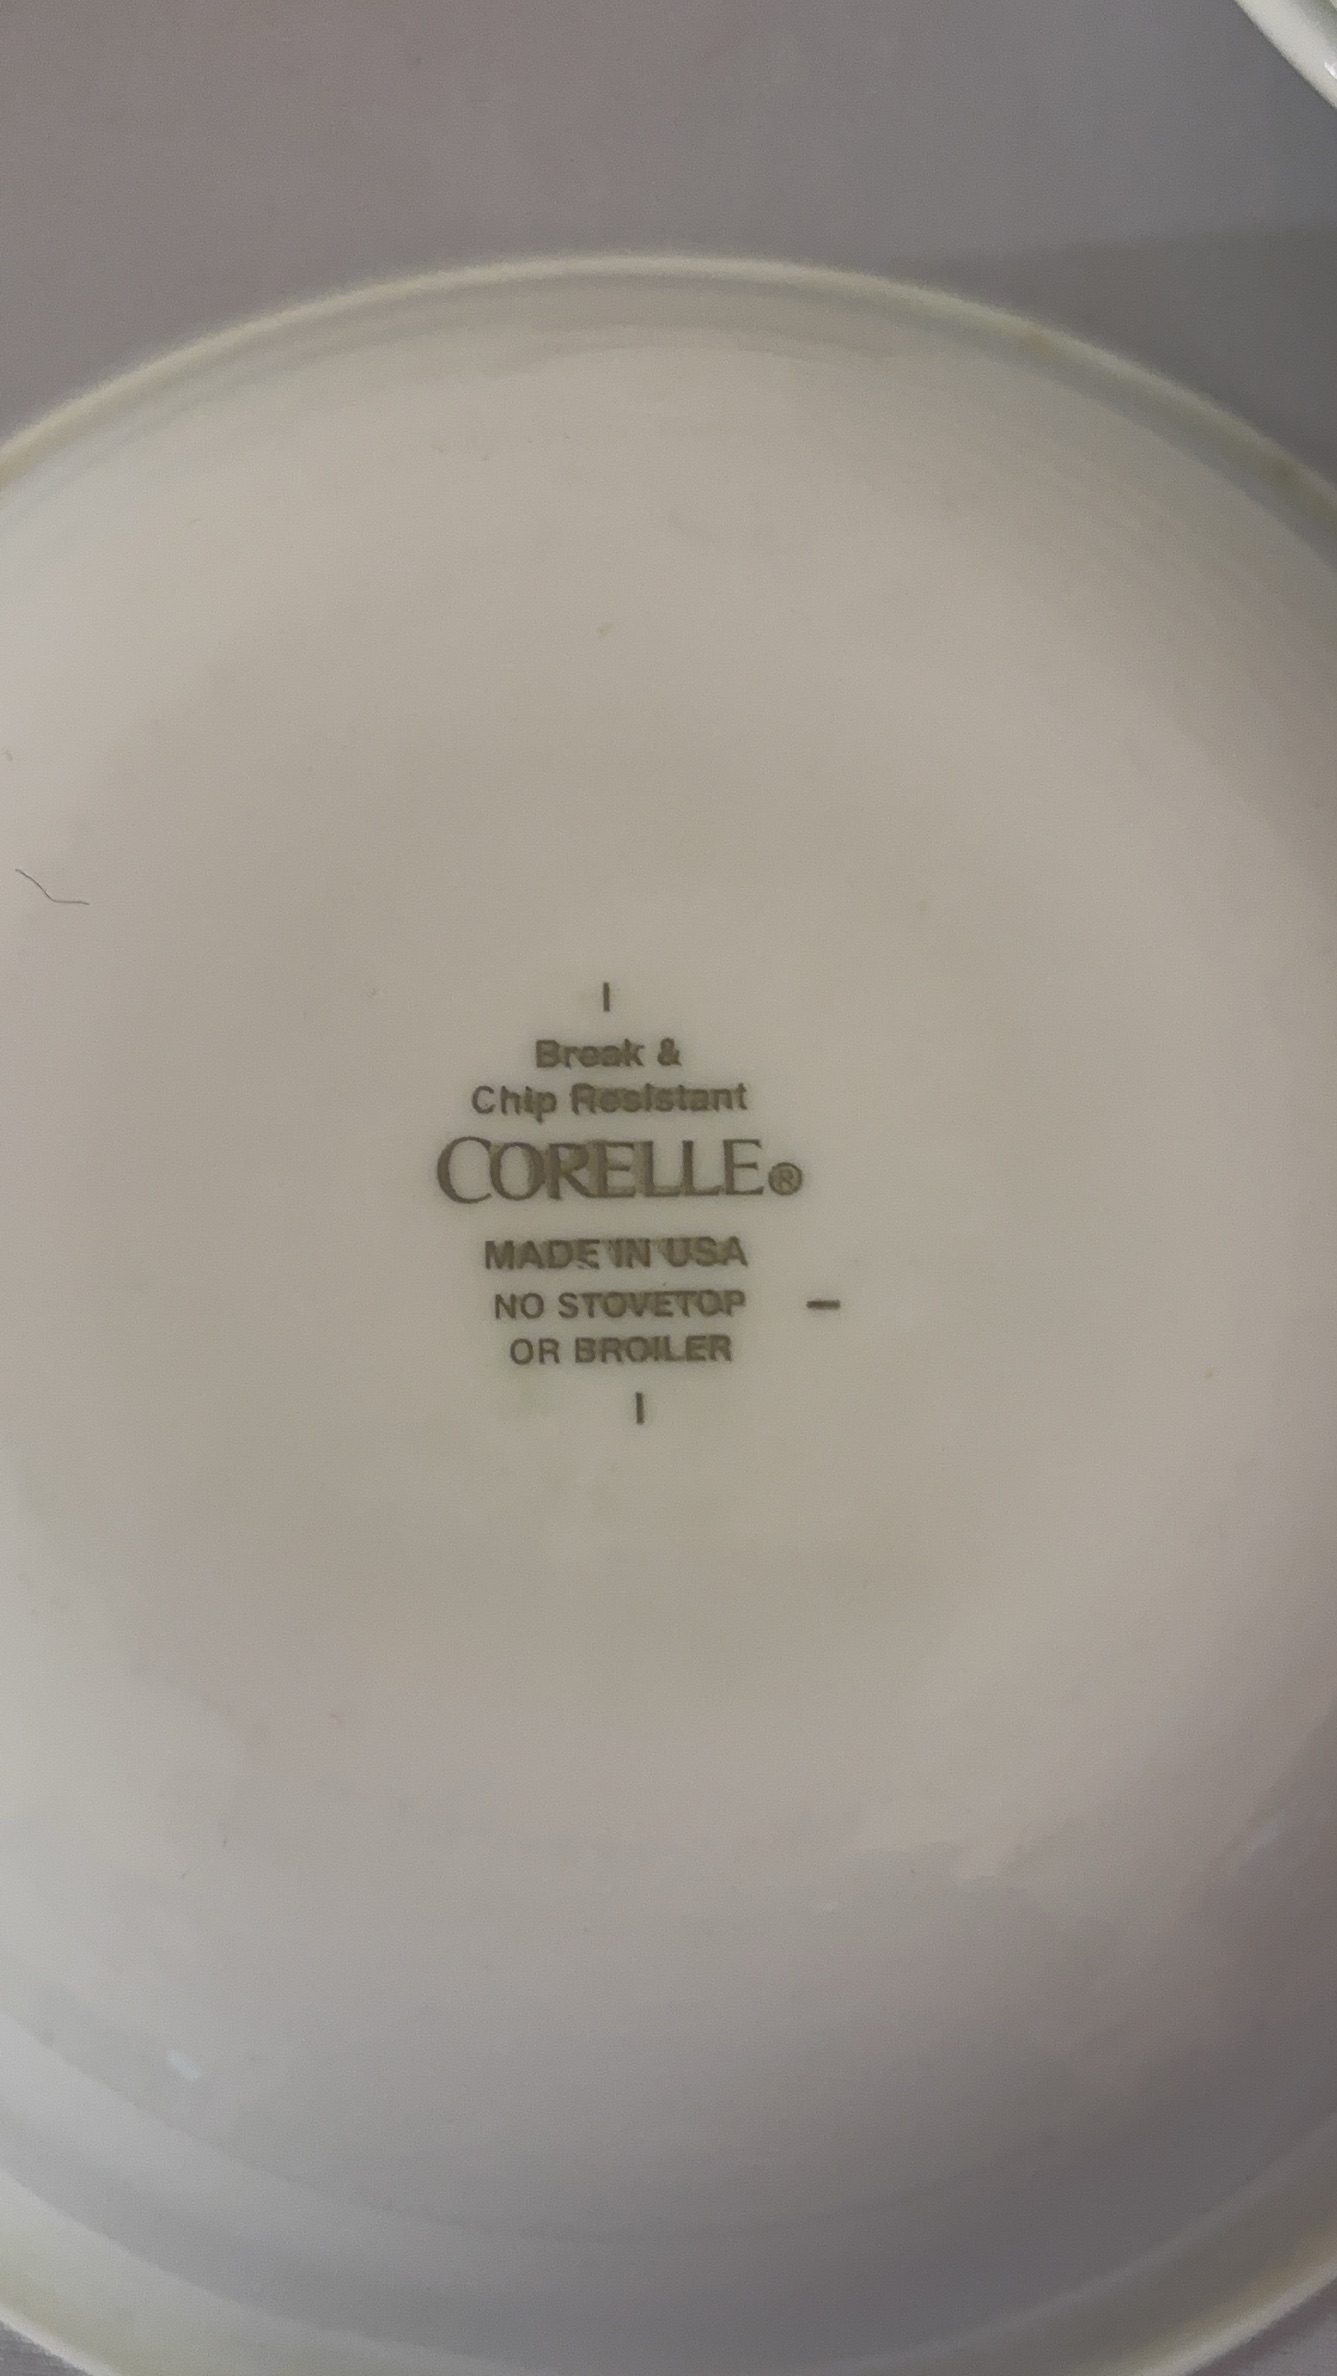 Break &
Chip Resistant
CORELLE®
MADE IN USA
NO STOVETOP
OR BROILER